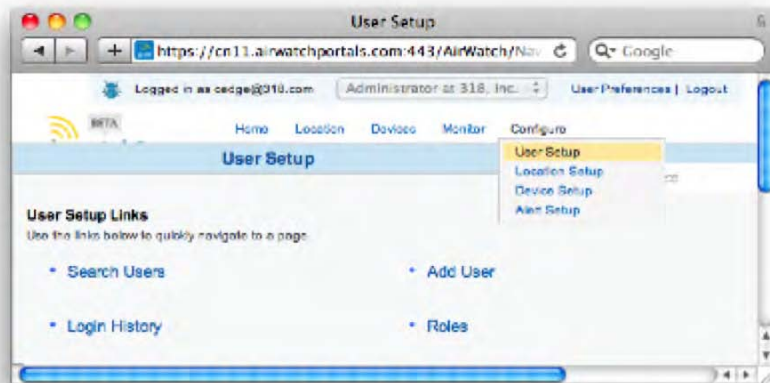 User Setup
https://cn11.airwatchportals.com:443/AirWatch/Nav
Google
Logged in as cedge@318.com Administrator at 318, Inc. User Preferences | Logout
BETA
Home Location Devices Monitor Configure
User Setup
User Setup
Location Setup
Device Setup
Alert Setup
User Setup Links
Use the links below to quickly navigate to a page
Search Users
Add User
Login History
Roles